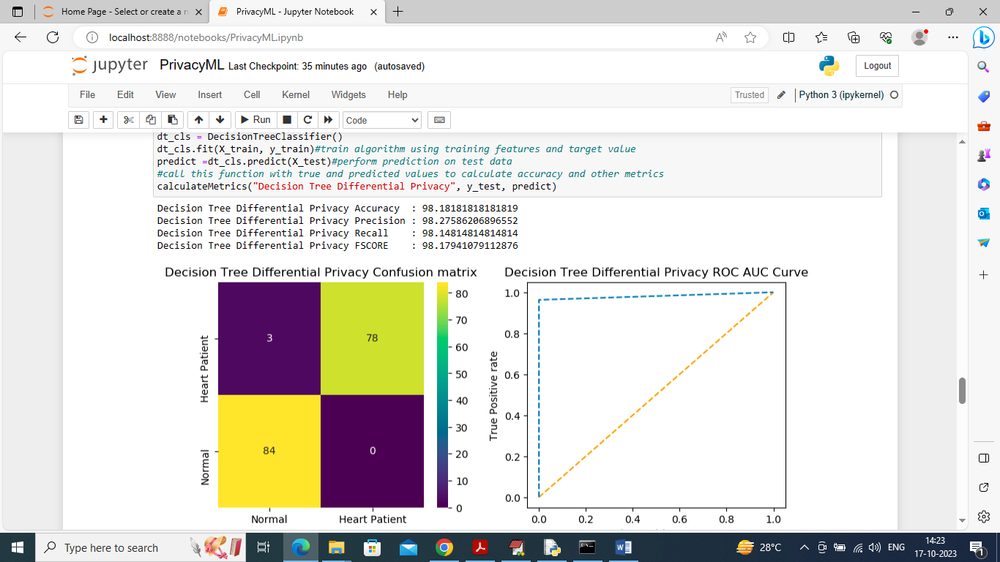 Home Page - Select or create a n
PrivacyML - Jupyter Notebook
localhost:8888/notebooks/PrivacyML.ipynb
jupyter PrivacyML Last Checkpoint: 35 minutes ago (autosaved)
Logout
File Edit View Insert Cell Kernel Widgets Help
Trusted
Python 3 (ipykernel)
Run
Code
dt_cls = DecisionTreeClassifier()
dt_cls.fit(X_train, y_train)#train algorithm using training features and target value
predict =dt_cls.predict(X_test)#perform prediction on test data
#call this function with true and predicted values to calculate accuracy and other metrics
calculateMetrics("Decision Tree Differential Privacy", y_test, predict)
Decision Tree Differential Privacy Accuracy  : 98.18181818181819
Decision Tree Differential Privacy Precision : 98.27586206896552
Decision Tree Differential Privacy Recall    : 98.14814814814814
Decision Tree Differential Privacy FSCORE    : 98.17941079112876
Decision Tree Differential Privacy Confusion matrix
Heart Patient
Normal
3
78
84
0
Normal
Heart Patient
80
70
60
50
40
30
20
10
0
Decision Tree Differential Privacy ROC AUC Curve
True Positive rate
1.0
0.8
0.6
0.4
0.2
0.0
0.0 0.2 0.4 0.6 0.8 1.0
Type here to search
28°C
ENG
14:23
17-10-2023
1